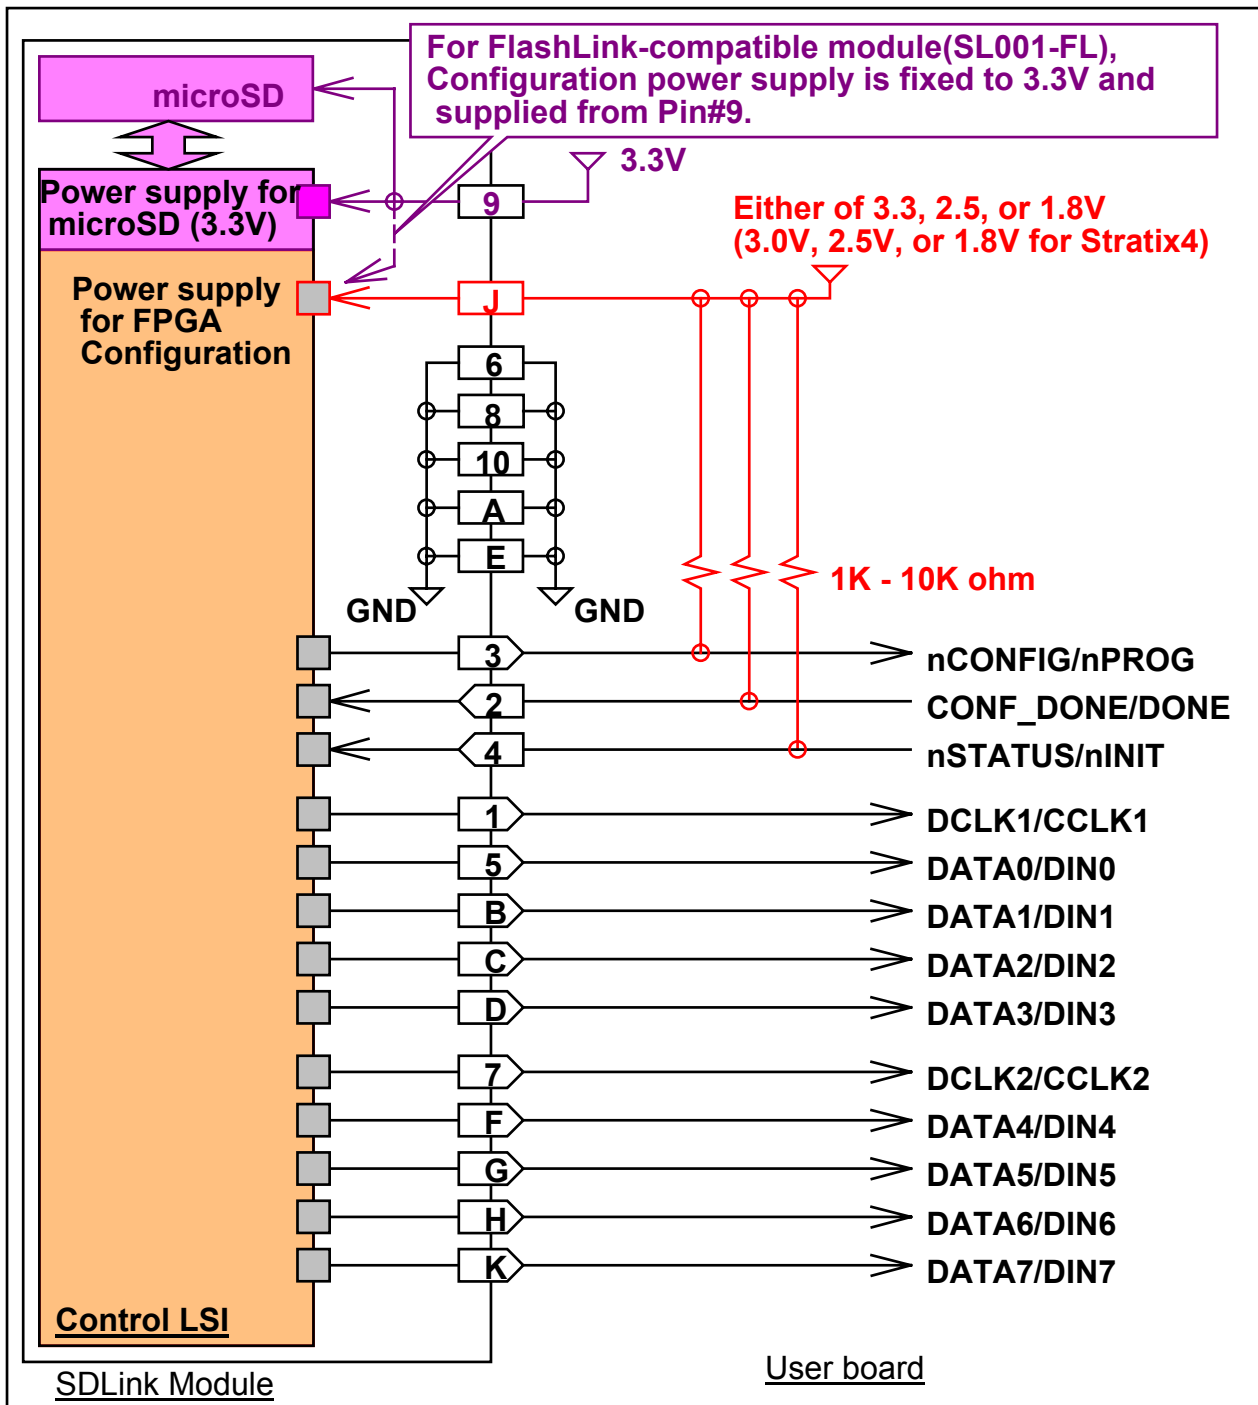 For FlashLink-compatible module(SL001-FL),
Configuration power supply is fixed to 3.3V and
supplied from Pin#9.
microSD
3.3V
Power supply for
microSD (3.3V)
9
Either of 3.3, 2.5, or 1.8V
(3.0V, 2.5V, or 1.8V for Stratix4)
Power supply
for FPGA
Configuration
J
6
8
10
A
E
1K - 10K ohm
GND
GND
3
nCONFIG/nPROG
2
CONF_DONE/DONE
4
nSTATUS/nINIT
1
DCLK1/CCLK1
5
DATA0/DIN0
B
DATA1/DIN1
C
DATA2/DIN2
D
DATA3/DIN3
7
DCLK2/CCLK2
F
DATA4/DIN4
G
DATA5/DIN5
H
DATA6/DIN6
K
DATA7/DIN7
Control LSI
SDLink Module
User board